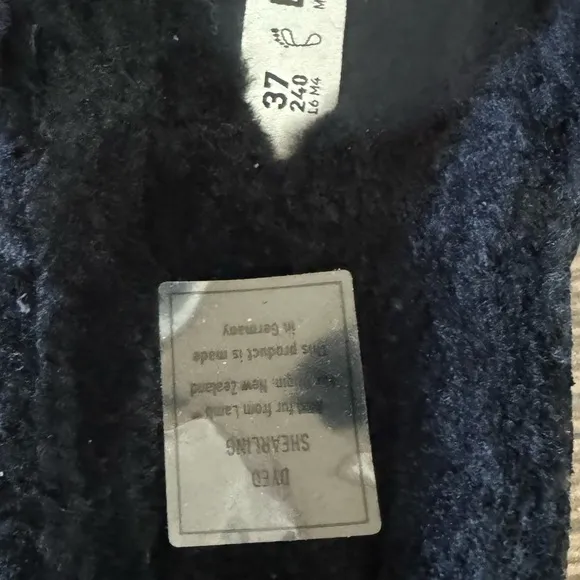 37
240
L6 M4
DYED
SHEARLING
fur from Lamb
New Zealand
This product is made
in Germany